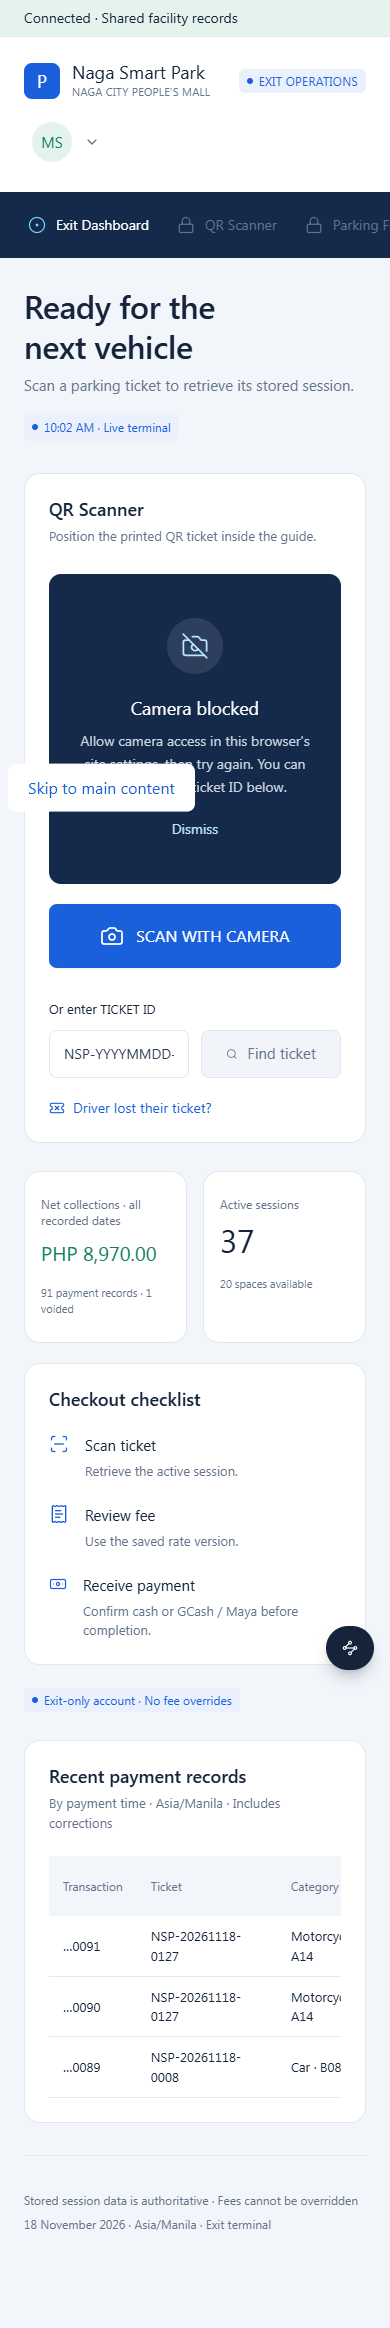 Connected · Shared facility records
P
Naga Smart Park
NAGA CITY PEOPLE'S MALL
EXIT OPERATIONS
MS
Exit Dashboard
QR Scanner
Parking F
Ready for the
next vehicle
Scan a parking ticket to retrieve its stored session.
10:02 AM · Live terminal
QR Scanner
Position the printed QR ticket inside the guide.
Camera blocked
Allow camera access in this browser's
then try again. You can
ticket ID below.
Skip to main content
Dismiss
SCAN WITH CAMERA
Or enter TICKET ID
NSP-YYYYMMDD-
Find ticket
Driver lost their ticket?
Net collections · all
recorded dates
PHP 8,970.00
91 payment records · 1
voided
Active sessions
37
20 spaces available
Checkout checklist
Scan ticket
Retrieve the active session.
Review fee
Use the saved rate version.
Receive payment
Confirm cash or GCash / Maya before
completion.
Exit-only account · No fee overrides
Recent payment records
By payment time · Asia/Manila · Includes
corrections
Transaction
Ticket
Category
...0091
NSP-20261118-
0127
Motorcyc
A14
...0090
NSP-20261118-
0127
Motorcyc
A14
...0089
NSP-20261118-
0008
Car · B08
Stored session data is authoritative · Fees cannot be overridden
18 November 2026 · Asia/Manila · Exit terminal